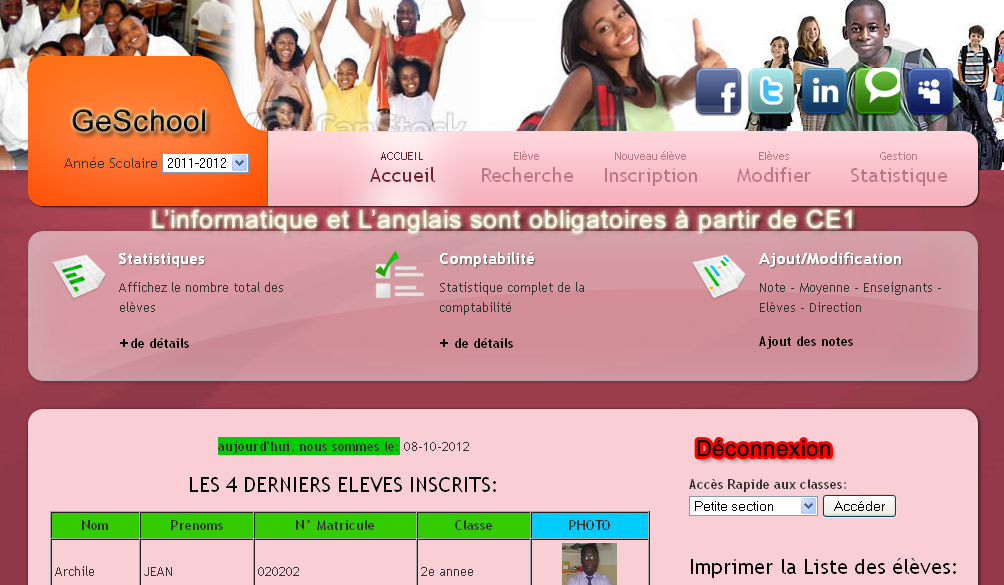 CanStock
GeSchool
Année Scolaire 2011-2012
ACCUEIL
Accueil
Elève
Recherche
Nouveau élève
Inscription
Elèves
Modifier
Gestion
Statistique
L'informatique et L'anglais sont obligatoires à partir de CE1
Statistiques
Affichez le nombre total des
elèves
+de détails
Comptabilité
Statistique complet de la
comptabilité
+ de détails
Ajout/Modification
Note - Moyenne - Enseignants -
Elèves - Direction
Ajout des notes
aujourd'hui, nous sommes le: 08-10-2012
LES 4 DERNIERS ELEVES INSCRITS:
Nom Prenoms N° Matricule Classe PHOTO
Archile JEAN 020202 2e annee
Déconnexion
Accès Rapide aux classes:
Petite section Accéder
Imprimer la Liste des élèves: